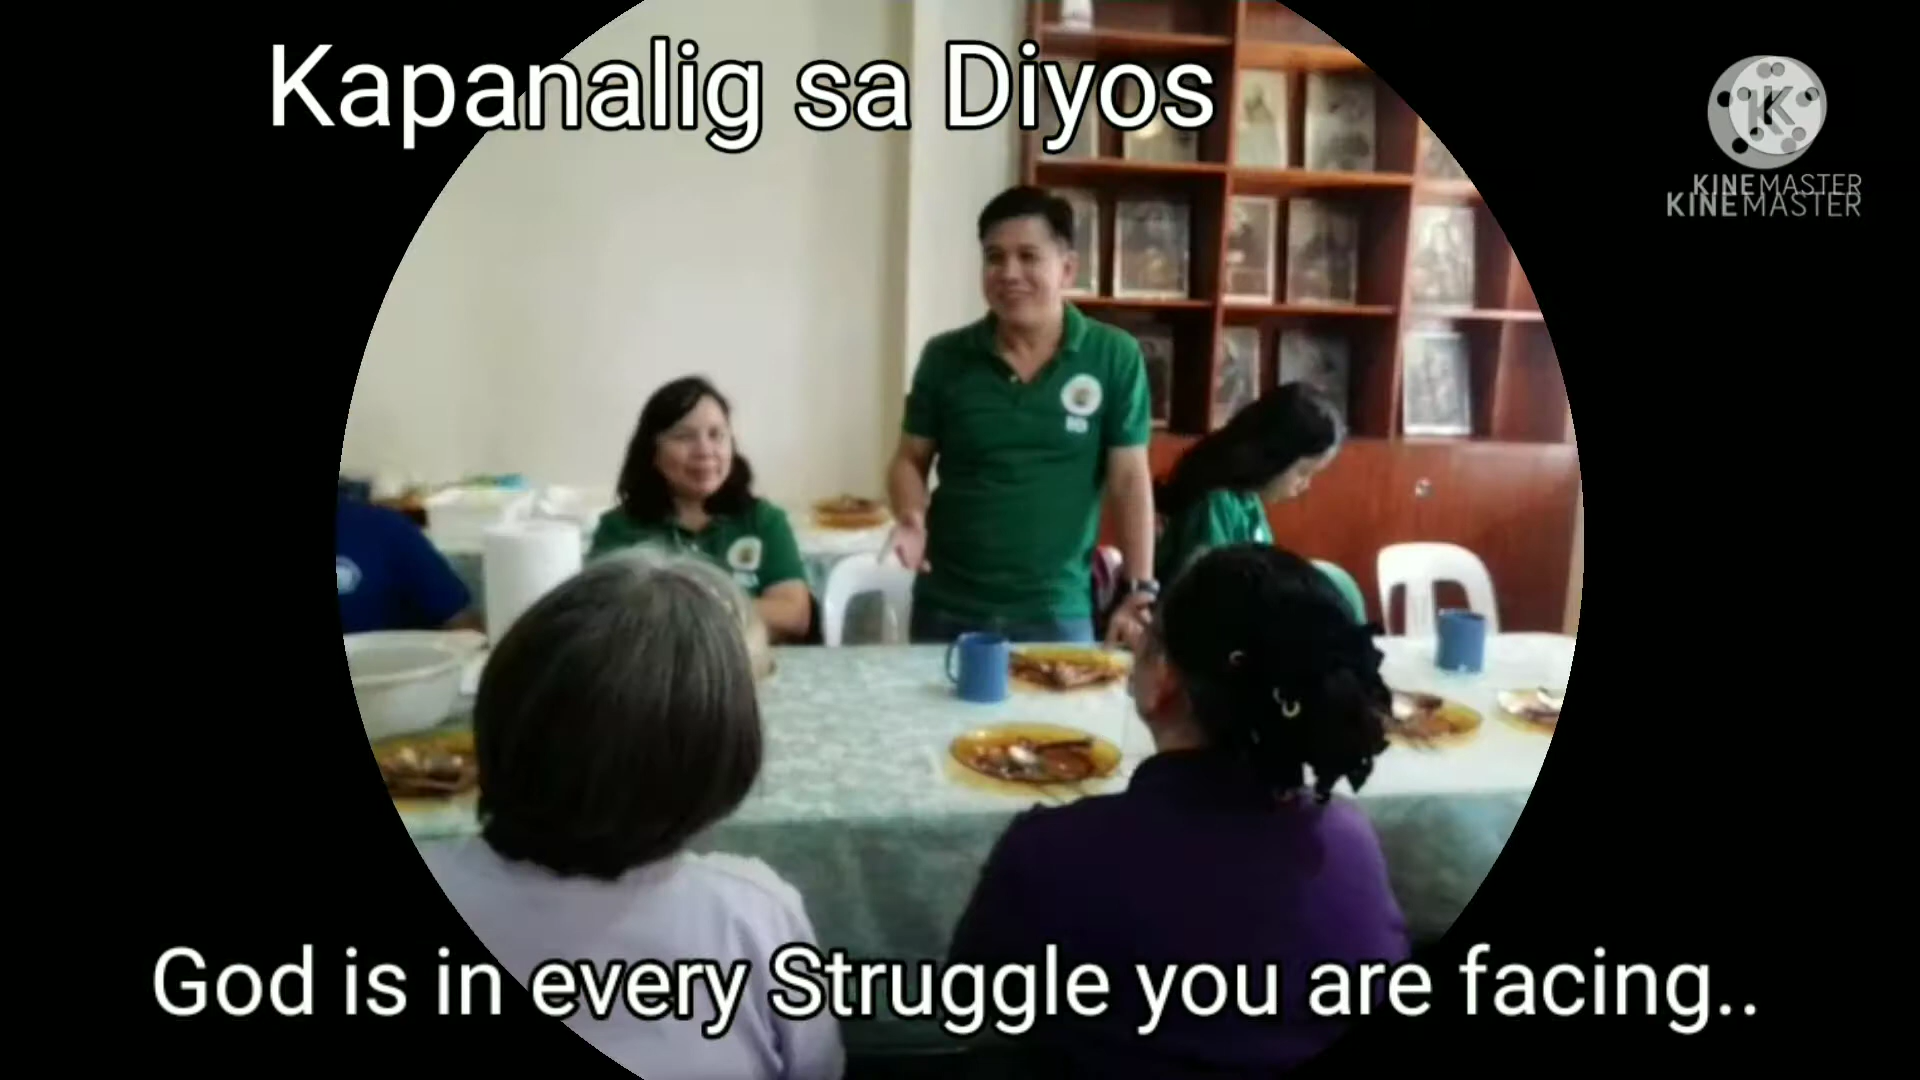 Kapanalig sa Diyos
KINEMASTER
KINEMASTER
God is in every Struggle you are facing..